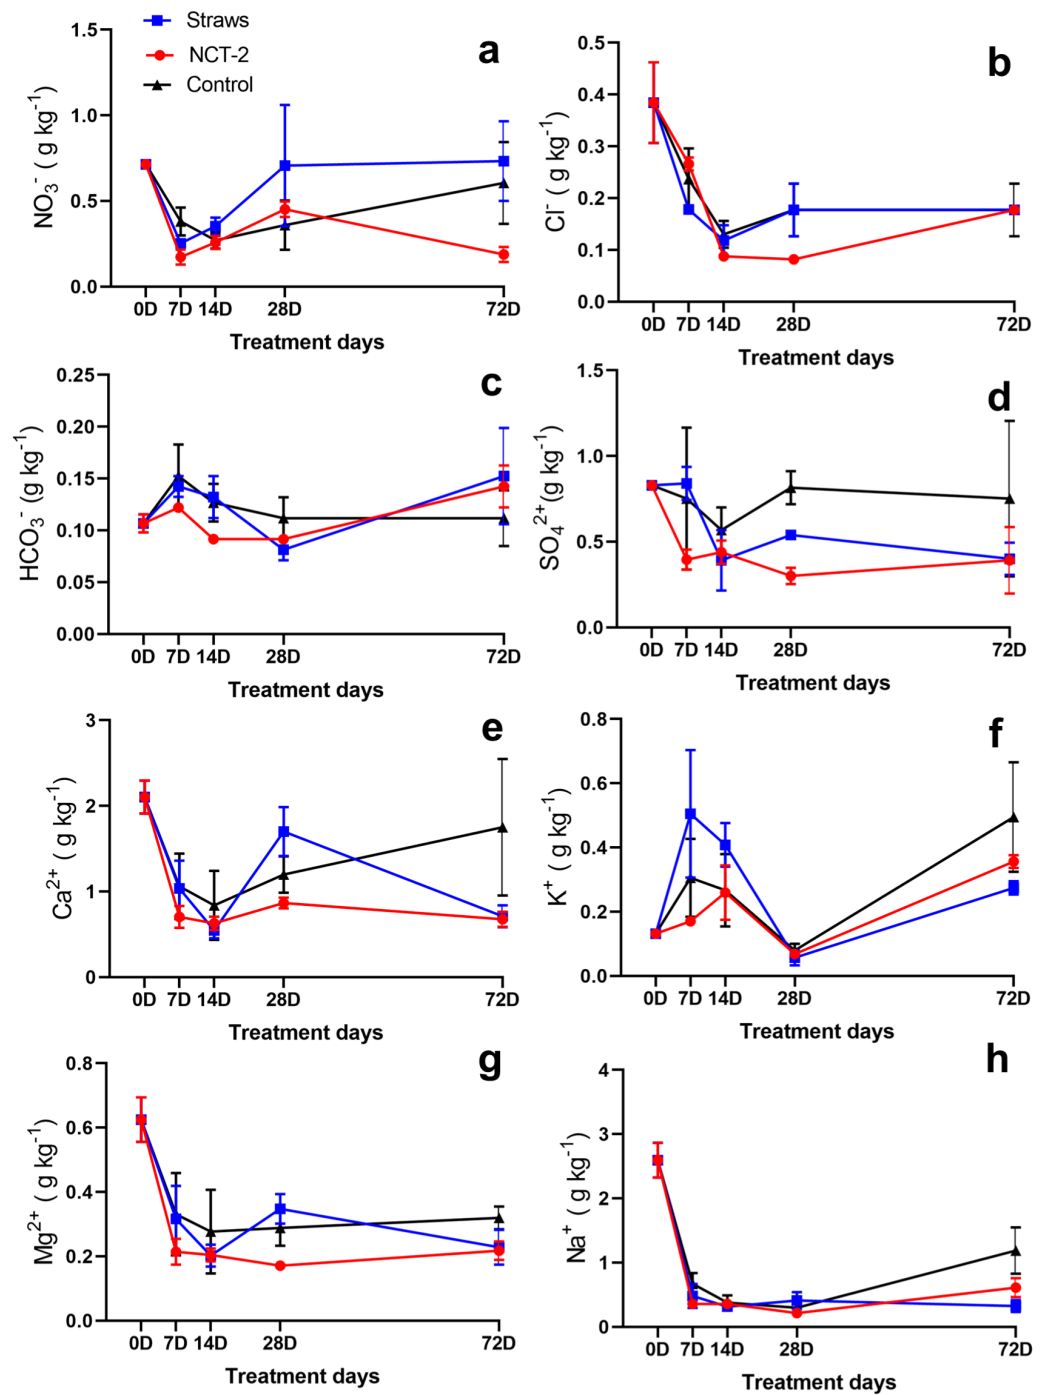 Straws
NCT-2
Control
a
NO₃⁻ ( g kg⁻¹)
1.5
1.0
0.5
0.0
0D 7D 14D 28D 72D
Treatment days
b
Cl⁻ ( g kg⁻¹)
0.5
0.4
0.3
0.2
0.1
0.0
0D 7D 14D 28D 72D
Treatment days
c
HCO₃⁻ (g kg⁻¹)
0.25
0.20
0.15
0.10
0.05
0.00
0D 7D 14D 28D 72D
Treatment days
d
SO₄²⁺(g kg⁻¹)
1.5
1.0
0.5
0.0
0D 7D 14D 28D 72D
Treatment days
e
Ca²⁺ ( g kg⁻¹)
3
2
1
0
0D 7D 14D 28D 72D
Treatment days
f
K⁺ ( g kg⁻¹)
0.8
0.6
0.4
0.2
0.0
0D 7D 14D 28D 72D
Treatment days
g
Mg²⁺ ( g kg⁻¹)
0.8
0.6
0.4
0.2
0.0
0D 7D 14D 28D 72D
Treatment days
h
Na⁺ ( g kg⁻¹)
4
3
2
1
0
0D 7D 14D 28D 72D
Treatment days